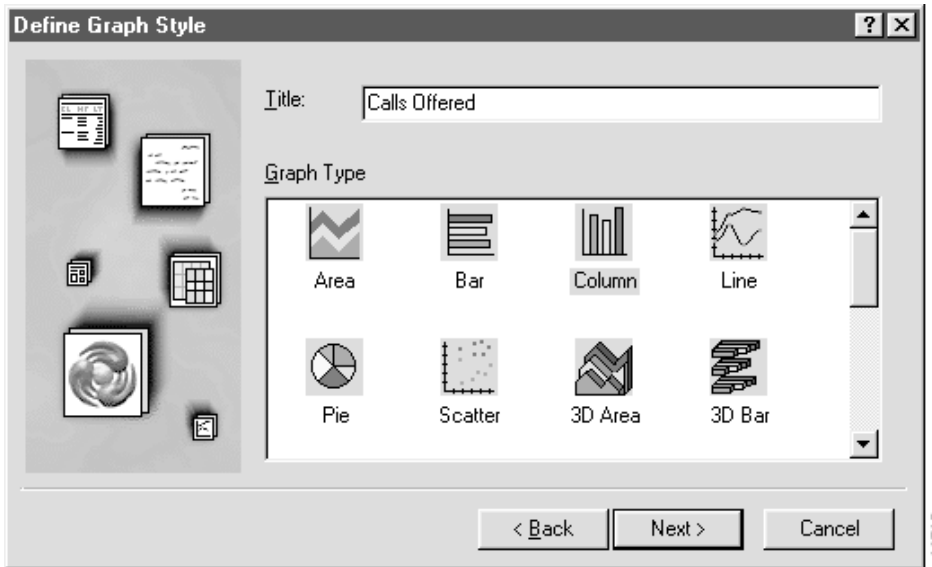 Define Graph Style
Title: Calls Offered
Graph Type
Area Bar Column Line
Pie Scatter 3D Area 3D Bar
< Back Next > Cancel